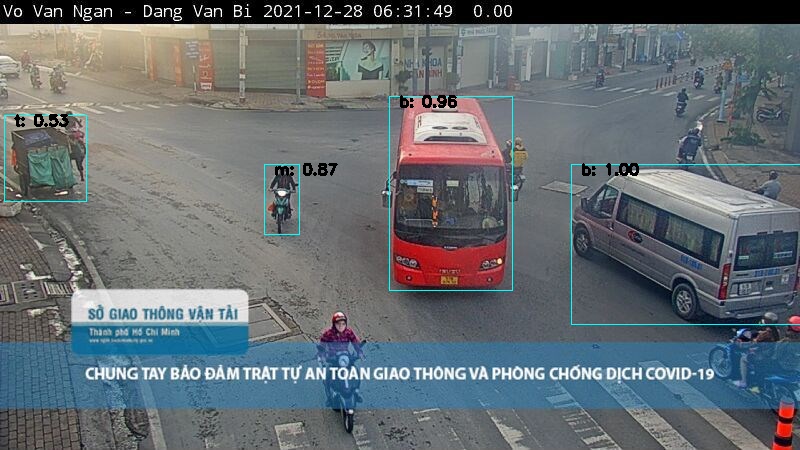 Vo Van Ngan - Dang Van Bi 2021-12-28 06:31:49 0.00
b: 0.96
t: 0.53
m: 0.87
b: 1.00
SỞ GIAO THÔNG VẬN TẢI
Thành phố Hồ Chí Minh
CHUNG TAY BẢO ĐẢM TRẬT TỰ AN TOÀN GIAO THÔNG VÀ PHÒNG CHỐNG DỊCH COVID-19